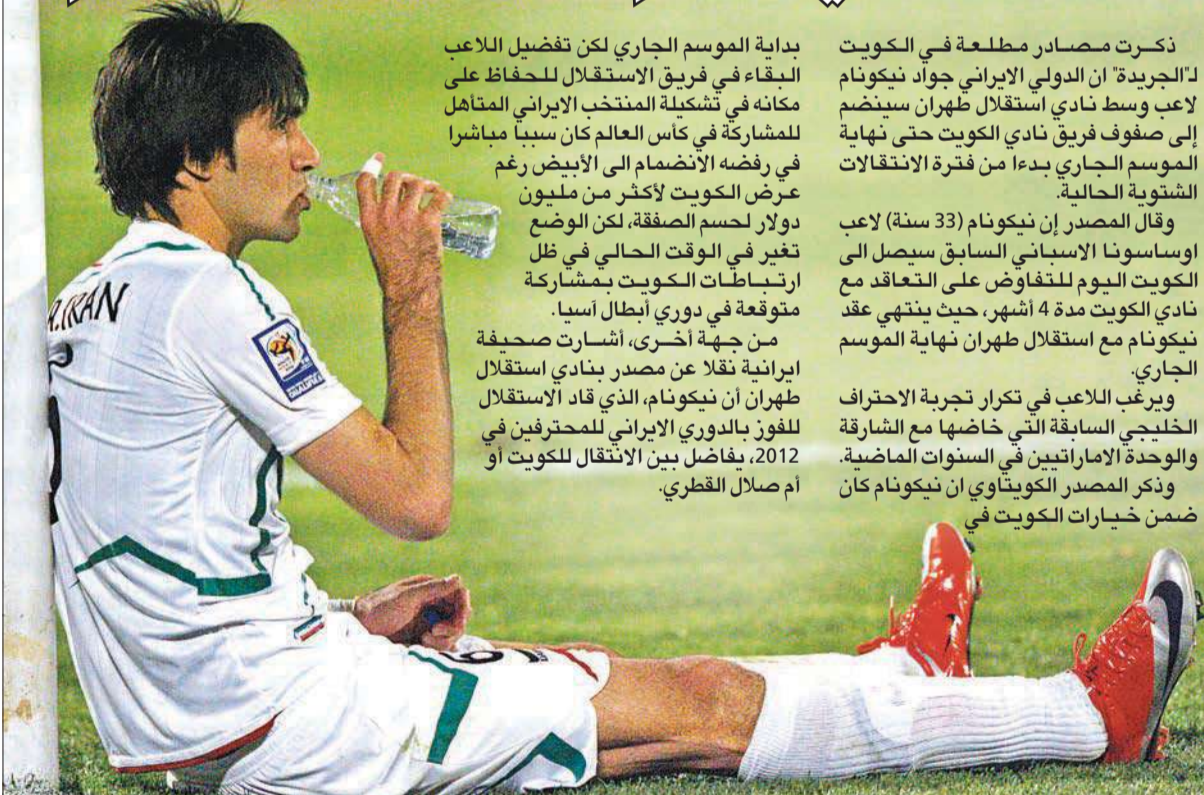 ذكرت مصادر مطلعة في الكويت
لـ"الجريدة" ان الدولي الايراني جواد نيكونام
لاعب وسط نادي استقلال طهران سينضم
إلى صفوف فريق نادي الكويت حتى نهاية
الموسم الجاري بدءا من فترة الانتقالات
الشتوية الحالية.
وقال المصدر إن نيكونام (33 سنة) لاعب
اوساسونا الاسباني السابق سيصل الى
الكويت اليوم للتفاوض على التعاقد مع
نادي الكويت مدة 4 أشهر، حيث ينتهي عقد
نيكونام مع استقلال طهران نهاية الموسم
الجاري.
ويرغب اللاعب في تكرار تجربة الاحتراف
الخليجي السابقة التي خاضها مع الشارقة
والوحدة الاماراتيين في السنوات الماضية.
وذكر المصدر الكويتاوي ان نيكونام كان
ضمن خيارات الكويت في
بداية الموسم الجاري لكن تفضيل اللاعب
البقاء في فريق الاستقلال للحفاظ على
مكانه في تشكيلة المنتخب الايراني المتأهل
للمشاركة في كأس العالم كان سببا مباشرا
في رفضه الانضمام الى الأبيض رغم
عرض الكويت لأكثر من مليون
دولار لحسم الصفقة، لكن الوضع
تغير في الوقت الحالي في ظل
ارتباطات الكويت بمشاركة
متوقعة في دوري أبطال آسيا.
من جهة أخرى، أشارت صحيفة
ايرانية نقلا عن مصدر بنادي استقلال
طهران أن نيكونام، الذي قاد الاستقلال
للفوز بالدوري الايراني للمحترفين في
2012، يفاضل بين الانتقال للكويت أو
أم صلال القطري.
R.IRAN
6